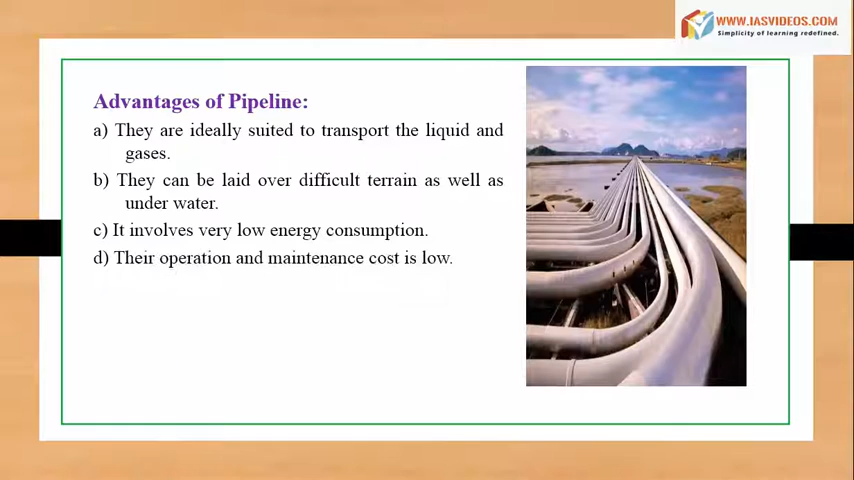 WWW.IASVIDEOS.COM
Simplicity of learning redefined.
Advantages of Pipeline:
a) They are ideally suited to transport the liquid and
gases.
b) They can be laid over difficult terrain as well as
under water.
c) It involves very low energy consumption.
d) Their operation and maintenance cost is low.